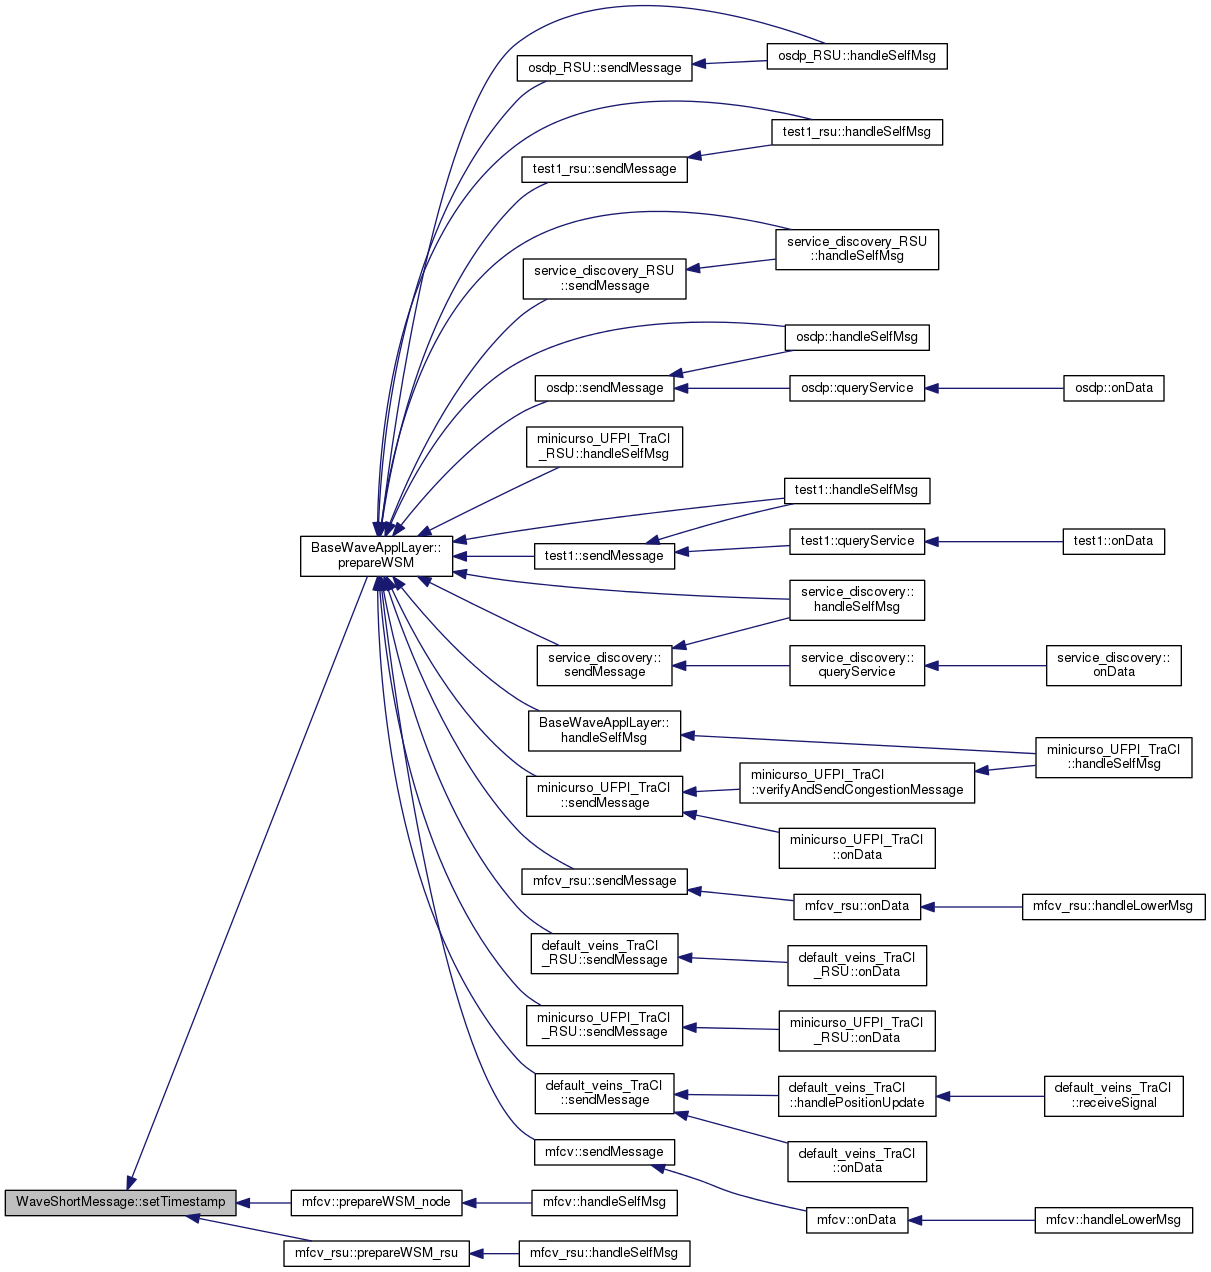 osdp_RSU::handleSelfMsg
osdp_RSU::sendMessage
test1_rsu::handleSelfMsg
test1_rsu::sendMessage
service_discovery_RSU
::handleSelfMsg
service_discovery_RSU
::sendMessage
osdp::handleSelfMsg
osdp::sendMessage
osdp::queryService
osdp::onData
minicurso_UFPI_TraCI
_RSU::handleSelfMsg
test1::handleSelfMsg
BaseWaveApplLayer::
prepareWSM
test1::sendMessage
test1::queryService
test1::onData
service_discovery::
handleSelfMsg
service_discovery::
sendMessage
service_discovery::
queryService
service_discovery::
onData
BaseWaveApplLayer::
handleSelfMsg
minicurso_UFPI_TraCI
::handleSelfMsg
minicurso_UFPI_TraCI
::sendMessage
minicurso_UFPI_TraCI
::verifyAndSendCongestionMessage
minicurso_UFPI_TraCI
::onData
mfcv_rsu::sendMessage
mfcv_rsu::onData
mfcv_rsu::handleLowerMsg
default_veins_TraCI
_RSU::sendMessage
default_veins_TraCI
_RSU::onData
minicurso_UFPI_TraCI
_RSU::sendMessage
minicurso_UFPI_TraCI
_RSU::onData
default_veins_TraCI
::sendMessage
default_veins_TraCI
::handlePositionUpdate
default_veins_TraCI
::receiveSignal
default_veins_TraCI
::onData
mfcv::sendMessage
mfcv::onData
mfcv::handleLowerMsg
WaveShortMessage::setTimestamp
mfcv::prepareWSM_node
mfcv::handleSelfMsg
mfcv_rsu::prepareWSM_rsu
mfcv_rsu::handleSelfMsg